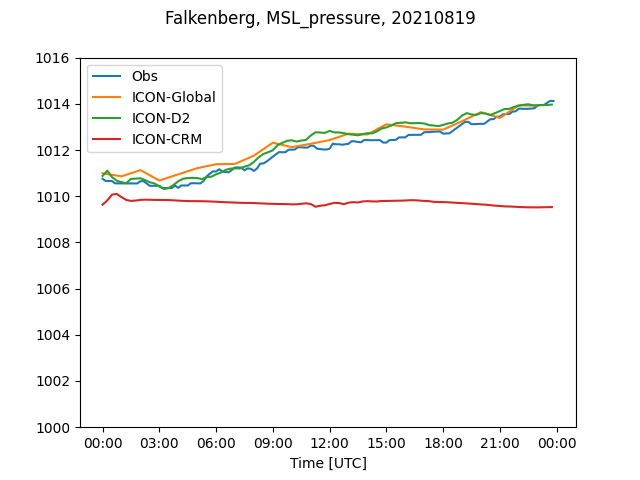 Falkenberg, MSL_pressure, 20210819
1016
1014
1012
1010
1008
1006
1004
1002
1000
Obs
ICON-Global
ICON-D2
ICON-CRM
00:00 03:00 06:00 09:00 12:00 15:00 18:00 21:00 00:00
Time [UTC]